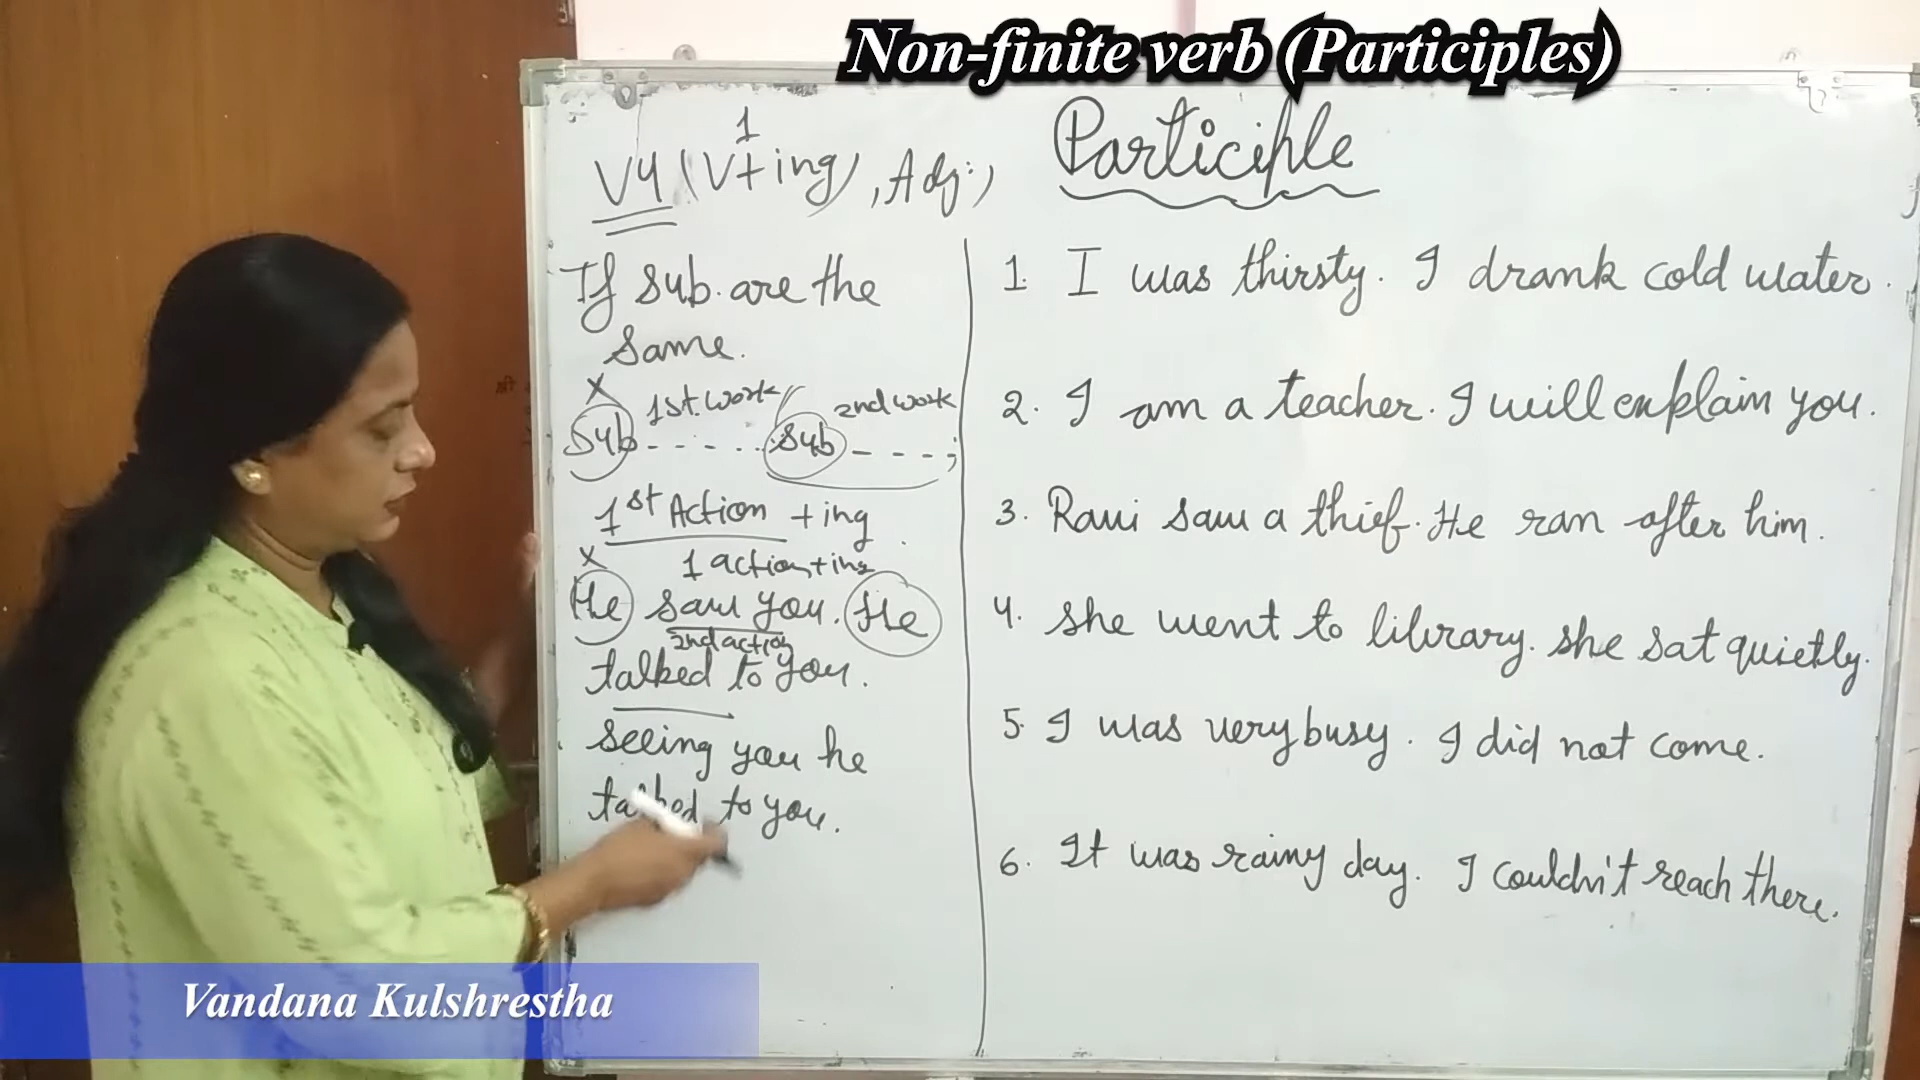 Non-finite verb (Participles)
Participle
1
V4 (V+ing), Adj:)
If sub. are the
same.
x 1st. work 2nd work
Sub - - - - - Sub - - - - ;
1st Action + ing
x 1 action+ing
He saw you. He
2nd action
talked to you.
seeing you he
talked to you.
1. I was thirsty. I drank cold water.
2. I am a teacher. I will explain you.
3. Ravi saw a thief. He ran after him.
4. she went to library. she sat quietly.
5. I was very busy. I did not come.
6. It was rainy day. I couldn't reach there.
Vandana Kulshrestha